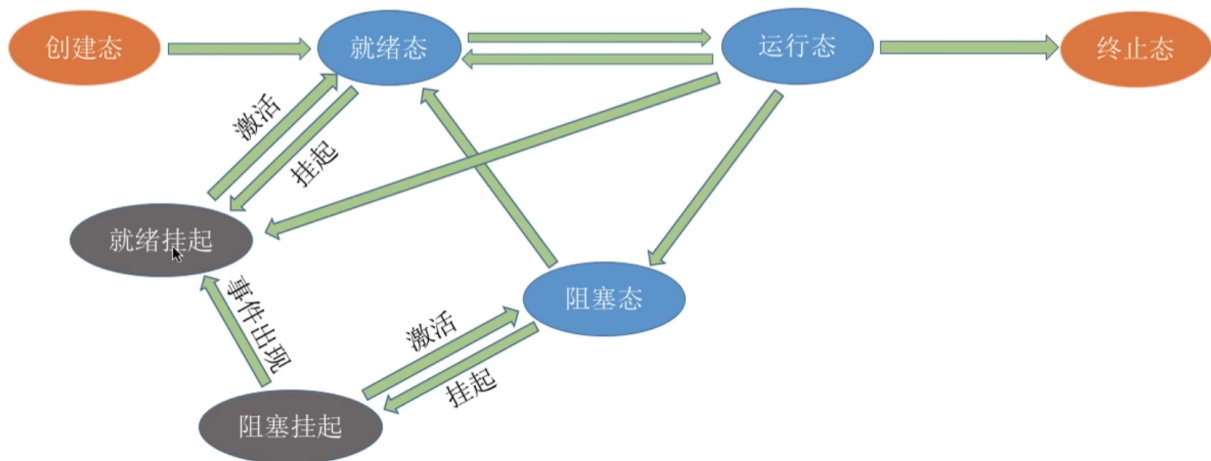 创建态
就绪态
运行态
终止态
激活
挂起
就绪挂起
事件出现
阻塞态
激活
挂起
阻塞挂起